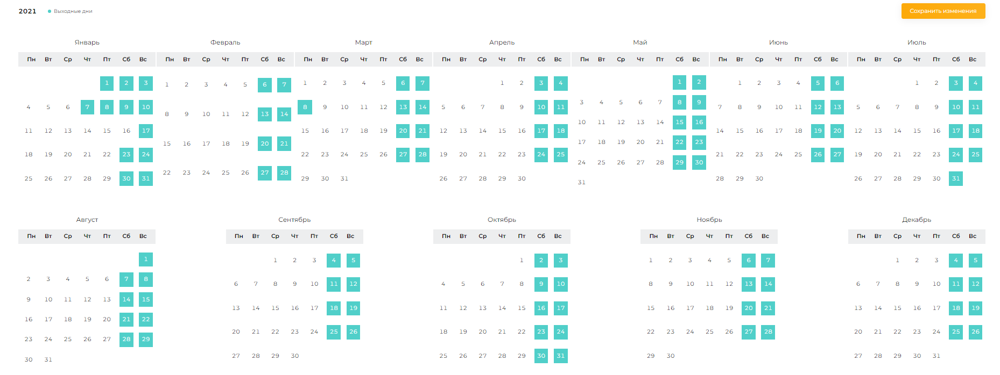 2021 Выходные дни Сохранить изменения
Январь
Пн Вт Ср Чт Пт Сб Вс
1 2 3
4 5 6 7 8 9 10
11 12 13 14 15 16 17
18 19 20 21 22 23 24
25 26 27 28 29 30 31
Февраль
Пн Вт Ср Чт Пт Сб Вс
1 2 3 4 5 6 7
8 9 10 11 12 13 14
15 16 17 18 19 20 21
22 23 24 25 26 27 28
Март
Пн Вт Ср Чт Пт Сб Вс
1 2 3 4 5 6 7
8 9 10 11 12 13 14
15 16 17 18 19 20 21
22 23 24 25 26 27 28
29 30 31
Апрель
Пн Вт Ср Чт Пт Сб Вс
1 2 3 4
5 6 7 8 9 10 11
12 13 14 15 16 17 18
19 20 21 22 23 24 25
26 27 28 29 30
Май
Пн Вт Ср Чт Пт Сб Вс
1 2
3 4 5 6 7 8 9
10 11 12 13 14 15 16
17 18 19 20 21 22 23
24 25 26 27 28 29 30
31
Июнь
Пн Вт Ср Чт Пт Сб Вс
1 2 3 4 5 6
7 8 9 10 11 12 13
14 15 16 17 18 19 20
21 22 23 24 25 26 27
28 29 30
Июль
Пн Вт Ср Чт Пт Сб Вс
1 2 3 4
5 6 7 8 9 10 11
12 13 14 15 16 17 18
19 20 21 22 23 24 25
26 27 28 29 30 31
Август
Пн Вт Ср Чт Пт Сб Вс
1
2 3 4 5 6 7 8
9 10 11 12 13 14 15
16 17 18 19 20 21 22
23 24 25 26 27 28 29
30 31
Сентябрь
Пн Вт Ср Чт Пт Сб Вс
1 2 3 4 5
6 7 8 9 10 11 12
13 14 15 16 17 18 19
20 21 22 23 24 25 26
27 28 29 30
Октябрь
Пн Вт Ср Чт Пт Сб Вс
1 2 3
4 5 6 7 8 9 10
11 12 13 14 15 16 17
18 19 20 21 22 23 24
25 26 27 28 29 30 31
Ноябрь
Пн Вт Ср Чт Пт Сб Вс
1 2 3 4 5 6 7
8 9 10 11 12 13 14
15 16 17 18 19 20 21
22 23 24 25 26 27 28
29 30
Декабрь
Пн Вт Ср Чт Пт Сб Вс
1 2 3 4 5
6 7 8 9 10 11 12
13 14 15 16 17 18 19
20 21 22 23 24 25 26
27 28 29 30 31